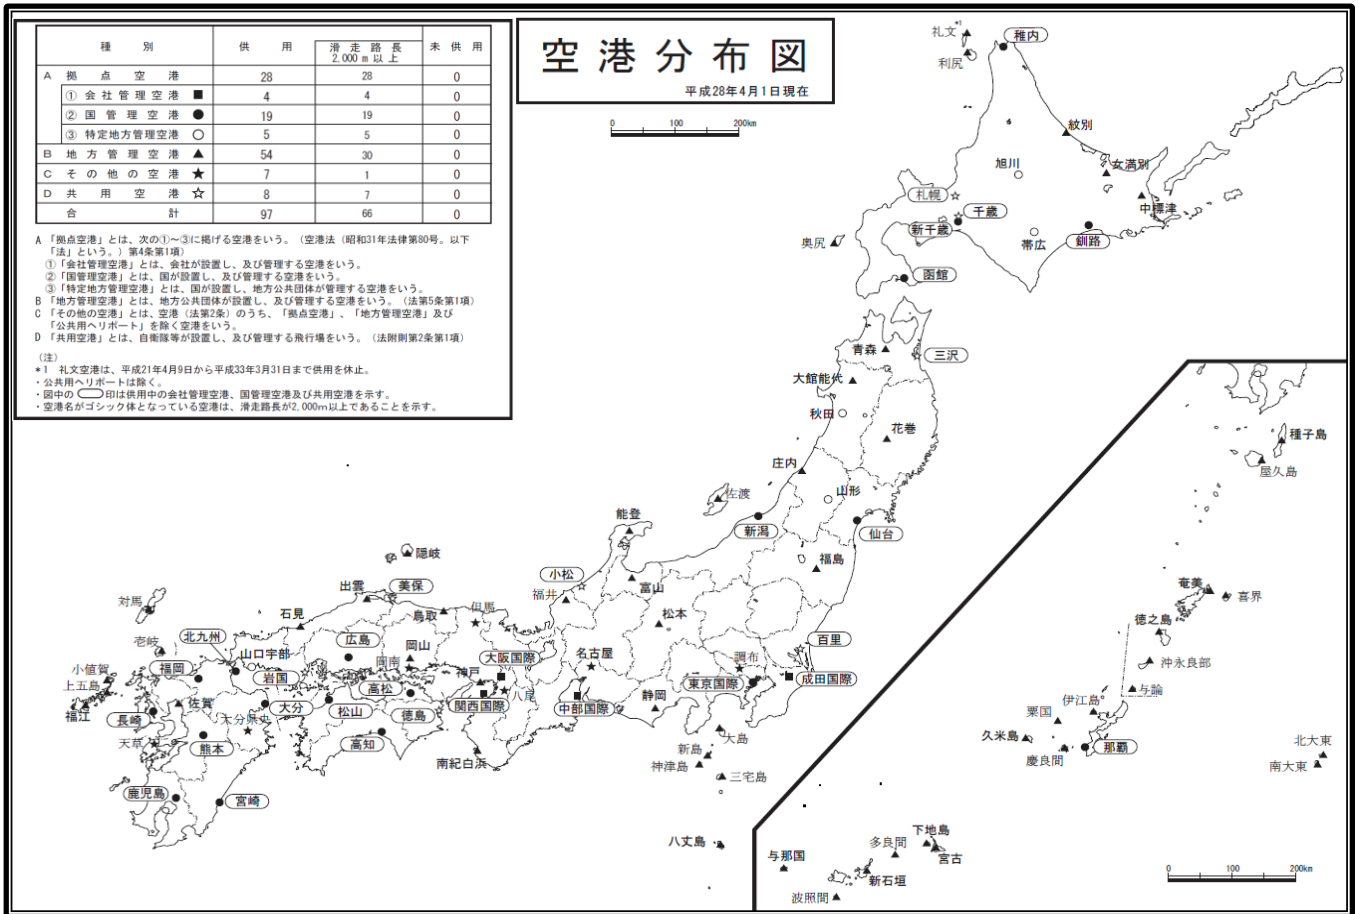 空港分布図
平成28年4月1日現在
種別 供用 滑走路長 2,000m以上 未供用
A 拠点空港 28 28 0
① 会社管理空港 ■ 4 4 0
② 国管理空港 ● 19 19 0
③ 特定地方管理空港 ○ 5 5 0
B 地方管理空港 ▲ 54 30 0
C その他の空港 ★ 7 1 0
D 共用空港 ☆ 8 7 0
合計 97 66 0
A 「拠点空港」とは、次の①～③に掲げる空港をいう。（空港法（昭和31年法律第80号。以下
「法」という。）第4条第1項）
①「会社管理空港」とは、会社が設置し、及び管理する空港をいう。
②「国管理空港」とは、国が設置し、及び管理する空港をいう。
③「特定地方管理空港」とは、国が設置し、地方公共団体が管理する空港をいう。
B 「地方管理空港」とは、地方公共団体が設置し、及び管理する空港をいう。（法第5条第1項）
C 「その他の空港」とは、空港（法第2条）のうち、「拠点空港」、「地方管理空港」及び
「公共用ヘリポート」を除く空港をいう。
D 「共用空港」とは、自衛隊等が設置し、及び管理する飛行場をいう。（法附則第2条第1項）
（注）
*1 礼文空港は、平成21年4月9日から平成33年3月31日まで供用を休止。
・公共用ヘリポートは除く。
・図中の 印は供用中の会社管理空港、国管理空港及び共用空港を示す。
・空港名がゴシック体となっている空港は、滑走路長が2,000m以上であることを示す。
0 100 200km
*1
礼文
稚内
利尻
紋別
旭川
女満別
札幌
千歳
中標津
新千歳
帯広
釧路
奥尻
函館
青森
三沢
大館能代
秋田
花巻
庄内
山形
佐渡
新潟
仙台
能登
福島
小松
富山
福井
松本
隠岐
出雲
美保
石見
鳥取
但馬
対馬
壱岐
北九州
広島
岡山
岡南
山口宇部
岩国
大阪国際
名古屋
百里
調布
東京国際
成田国際
小値賀
上五島
福江
福岡
佐賀
長崎
大分
大分県央
松山
高松
徳島
神戸
八尾
関西国際
中部国際
静岡
天草
熊本
高知
南紀白浜
大島
新島
神津島
三宅島
鹿児島
宮崎
八丈島
種子島
屋久島
奄美
喜界
徳之島
沖永良部
与論
伊江島
粟国
久米島
慶良間
那覇
北大東
南大東
下地島
多良間
宮古
与那国
新石垣
波照間
0 100 200km